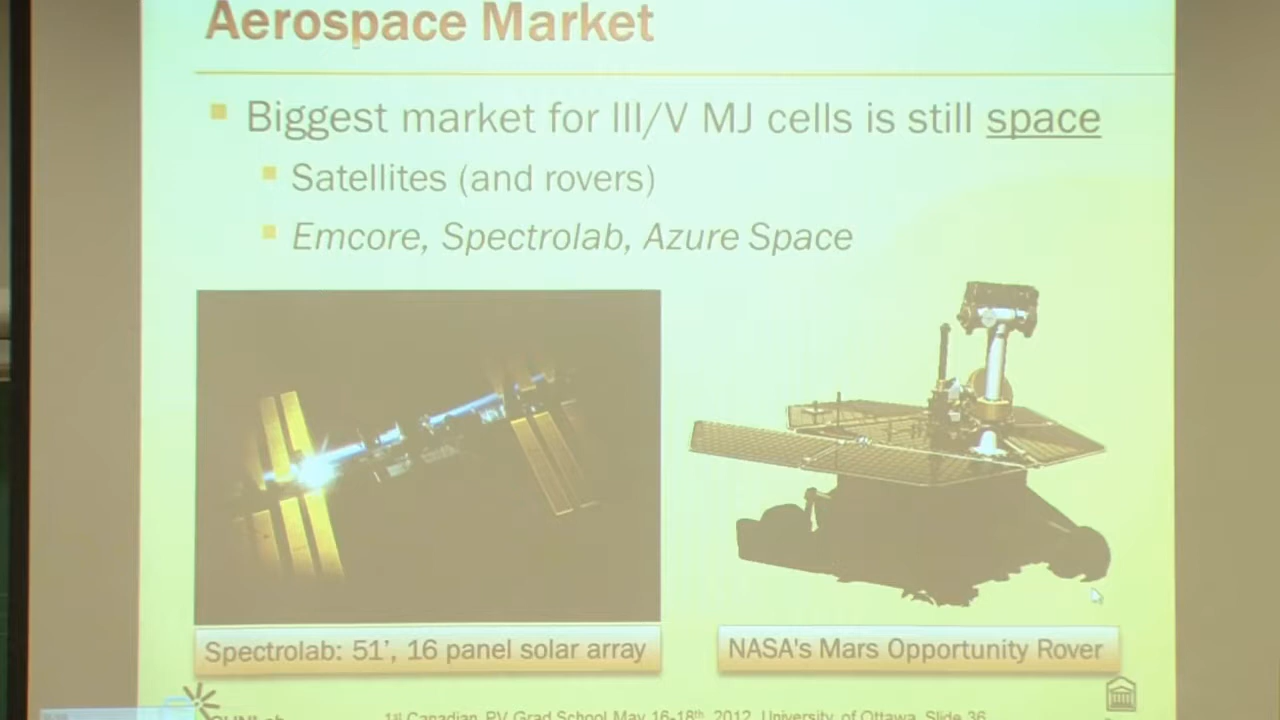 Aerospace Market
Biggest market for III/V MJ cells is still space
Satellites (and rovers)
Emcore, Spectrolab, Azure Space
Spectrolab: 51’, 16 panel solar array
NASA's Mars Opportunity Rover
SUNLab
1st Canadian PV Grad School May 16-18th, 2012, University of Ottawa, Slide 36